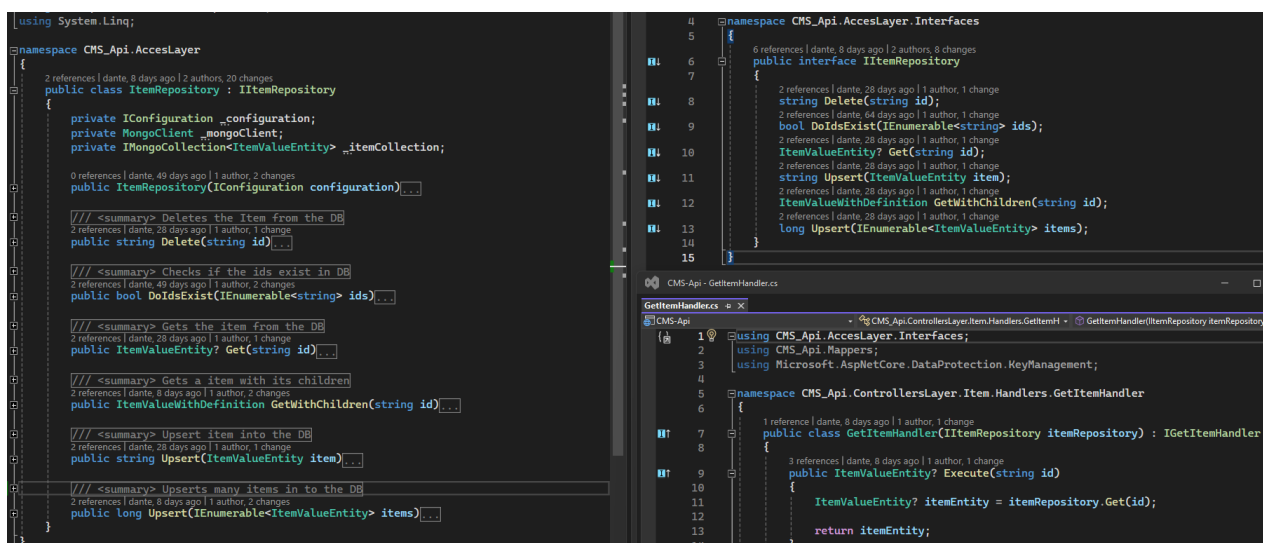 using System.Linq;
namespace CMS_Api.AccesLayer
{
2 references | dante, 8 days ago | 2 authors, 20 changes
public class ItemRepository : IItemRepository
{
private IConfiguration _configuration;
private MongoClient _mongoClient;
private IMongoCollection<ItemValueEntity> _itemCollection;
0 references | dante, 49 days ago | 1 author, 2 changes
public ItemRepository(IConfiguration configuration)...
/// <summary> Deletes the Item from the DB
2 references | dante, 28 days ago | 1 author, 1 change
public string Delete(string id)...
/// <summary> Checks if the ids exist in DB
2 references | dante, 49 days ago | 1 author, 2 changes
public bool DoIdsExist(IEnumerable<string> ids)...
/// <summary> Gets the item from the DB
2 references | dante, 28 days ago | 1 author, 1 change
public ItemValueEntity? Get(string id)...
/// <summary> Gets a item with its children
2 references | dante, 8 days ago | 1 author, 2 changes
public ItemValueWithDefinition GetWithChildren(string id)...
/// <summary> Upsert item into the DB
2 references | dante, 28 days ago | 1 author, 1 change
public string Upsert(ItemValueEntity item)...
/// <summary> Upserts many items in to the DB
2 references | dante, 28 days ago | 1 author, 2 changes
public long Upsert(IEnumerable<ItemValueEntity> items)...
}
}
4 namespace CMS_Api.AccesLayer.Interfaces
5 {
6 references | dante, 8 days ago | 2 authors, 8 changes
6 public interface IItemRepository
7 {
2 references | dante, 28 days ago | 1 author, 1 change
8 string Delete(string id);
2 references | dante, 64 days ago | 1 author, 1 change
9 bool DoIdsExist(IEnumerable<string> ids);
2 references | dante, 28 days ago | 1 author, 1 change
10 ItemValueEntity? Get(string id);
2 references | dante, 28 days ago | 1 author, 1 change
11 string Upsert(ItemValueEntity item);
2 references | dante, 28 days ago | 1 author, 1 change
12 ItemValueWithDefinition GetWithChildren(string id);
2 references | dante, 28 days ago | 1 author, 1 change
13 long Upsert(IEnumerable<ItemValueEntity> items);
14 }
15 }
CMS-Api - GetItemHandler.cs
GetItemHandler.cs
CMS-Api CMS_Api.ControllersLayer.Item.Handlers.GetItemH GetItemHandler(IItemRepository itemRepository
1 using CMS_Api.AccesLayer.Interfaces;
2 using CMS_Api.Mappers;
3 using Microsoft.AspNetCore.DataProtection.KeyManagement;
4
5 namespace CMS_Api.ControllersLayer.Item.Handlers.GetItemHandler
6 {
1 reference | dante, 8 days ago | 1 author, 1 change
7 public class GetItemHandler(IItemRepository itemRepository) : IGetItemHandler
8 {
3 references | dante, 8 days ago | 1 author, 1 change
9 public ItemValueEntity? Execute(string id)
10 {
11 ItemValueEntity? itemEntity = itemRepository.Get(id);
12
13 return itemEntity;